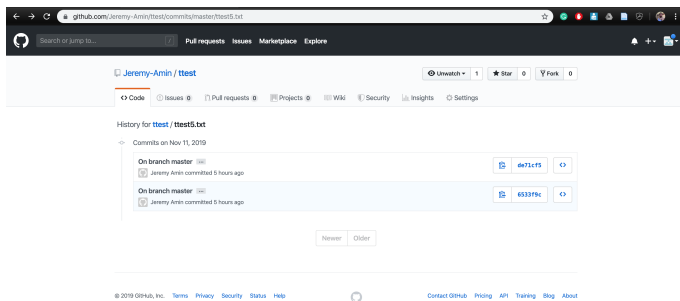 github.com/Jeremy-Amin/ttest/commits/master/ttest5.txt
Search or jump to... / Pull requests Issues Marketplace Explore
Jeremy-Amin / ttest Unwatch 1 Star 0 Fork 0
Code Issues 0 Pull requests 0 Projects 0 Wiki Security Insights Settings
History for ttest / ttest5.txt
Commits on Nov 11, 2019
On branch master ...
Jeremy Amin committed 5 hours ago
de71cf5
On branch master ...
Jeremy Amin committed 5 hours ago
6533f9c
Newer Older
© 2019 GitHub, Inc. Terms Privacy Security Status Help Contact GitHub Pricing API Training Blog About